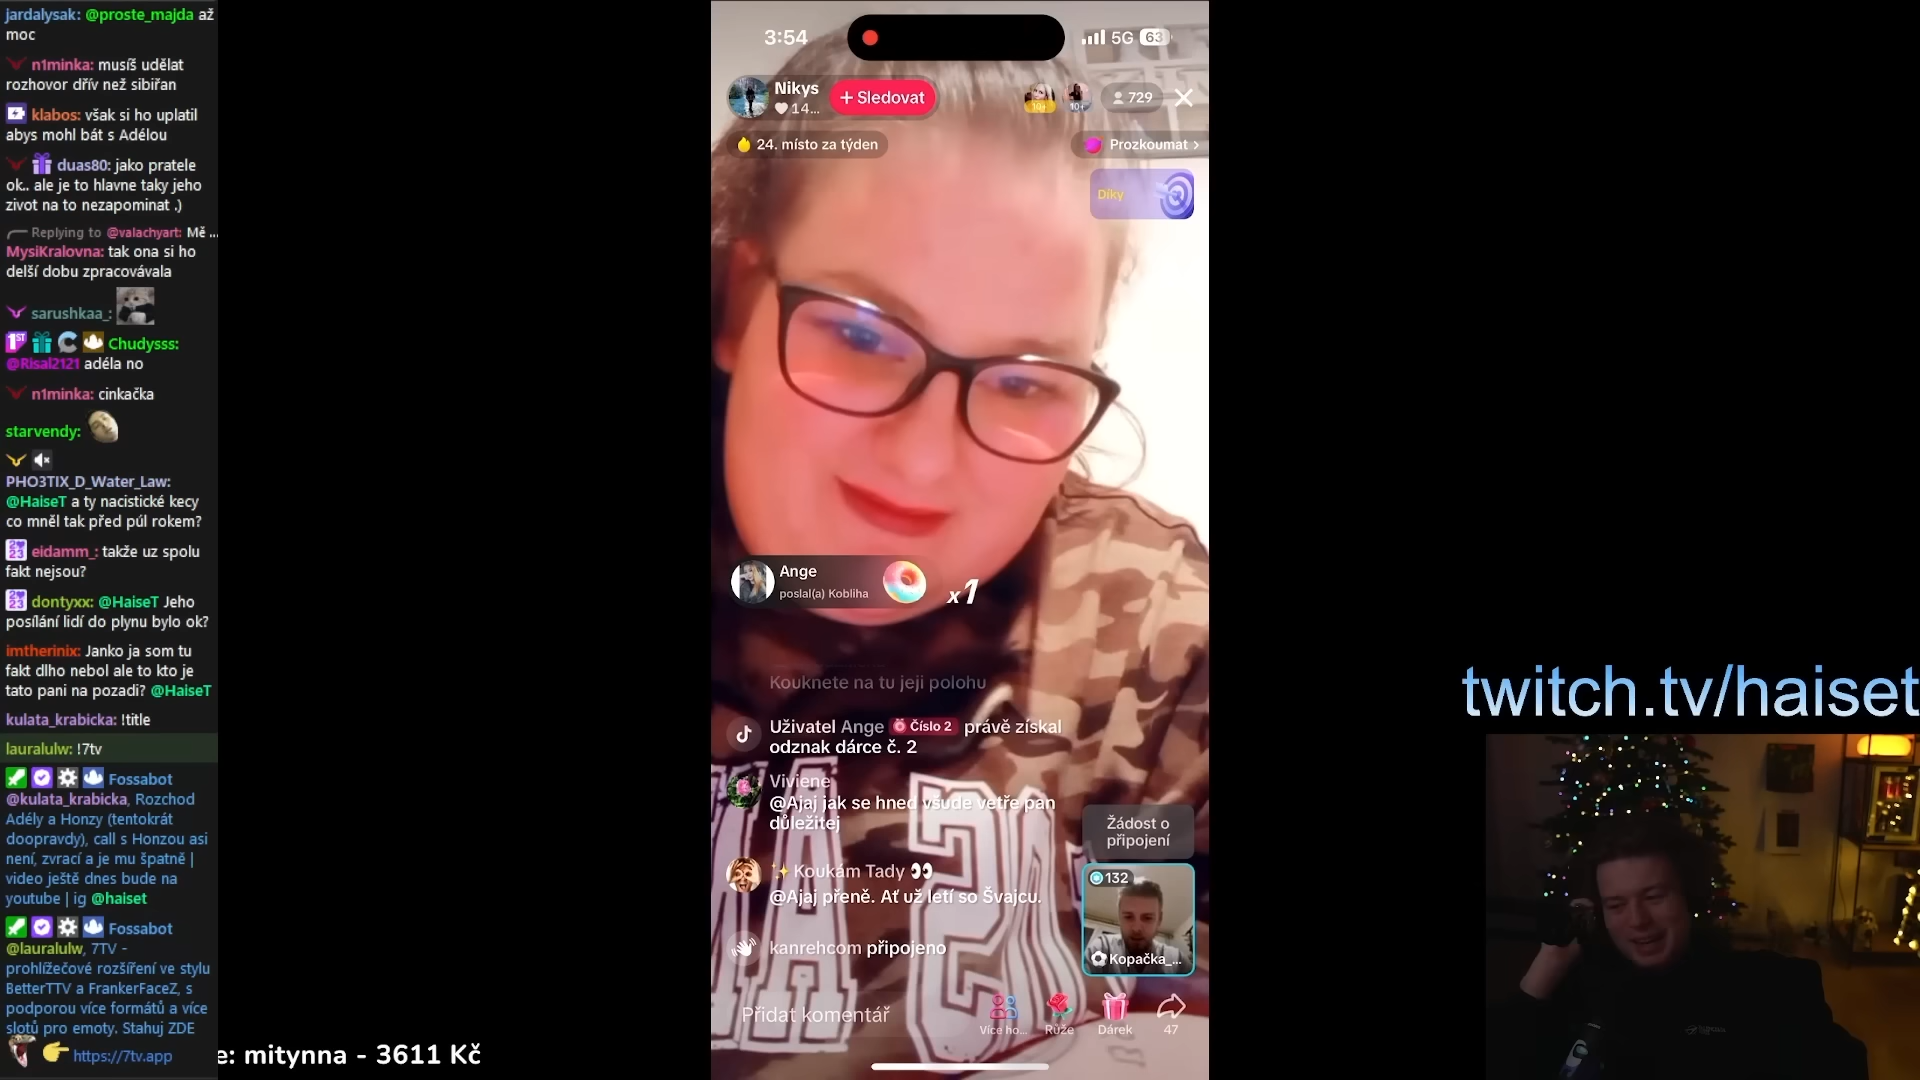 jardalysak: @proste_majda až
moc
n1minka: musíš udělat
rozhovor dřív než sibiřan
klabos: však si ho uplatil
abys mohl bát s Adélou
duas80: jako pratele
ok.. ale je to hlavne taky jeho
zivot na to nezapominat .)
Replying to @valachyart: Mě ...
MysiKralovna: tak ona si ho
delší dobu zpracovávala
sarushkaa_:
1ST Chudysss:
@Risal2121 adéla no
n1minka: cinkačka
starvendy:
PHO3TIX_D_Water_Law:
@HaiseT a ty nacistické kecy
co mněl tak před púl rokem?
eidamm_: takže uz spolu
fakt nejsou?
dontyxx: @HaiseT Jeho
posílání lidí do plynu bylo ok?
imtherinix: Janko ja som tu
fakt dlho nebol ale to kto je
tato pani na pozadi? @HaiseT
kulata_krabicka: !title
lauralulw: !7tv
Fossabot
@kulata_krabicka, Rozchod
Adély a Honzy (tentokrát
doopravdy), call s Honzou asi
není, zvrací a je mu špatně |
video ještě dnes bude na
youtube | ig @haiset
Fossabot
@lauralulw, 7TV -
prohlížečové rozšíření ve stylu
BetterTTV a FrankerFaceZ, s
podporou více formátů a více
slotů pro emoty. Stahuj ZDE
https://7tv.app
e: mitynna - 3611 Kč
3:54
5G 63
Nikys
14...
+ Sledovat
10+
10+
729
24. místo za týden
Prozkoumat >
Díky
Ange
poslal(a) Kobliha
x1
Kouknete na tu jeji polohu
Uživatel Ange Číslo 2 právě získal
odznak dárce č. 2
Viviene
@Ajaj jak se hned všude vetře pan
důležitej
Koukám Tady
@Ajaj přeně. Ať už letí so Švajcu.
kanrehcom připojeno
Žádost o
připojení
132
Kopačka_...
Přidat komentář
Více ho...
Růže
Dárek
47
twitch.tv/haiset